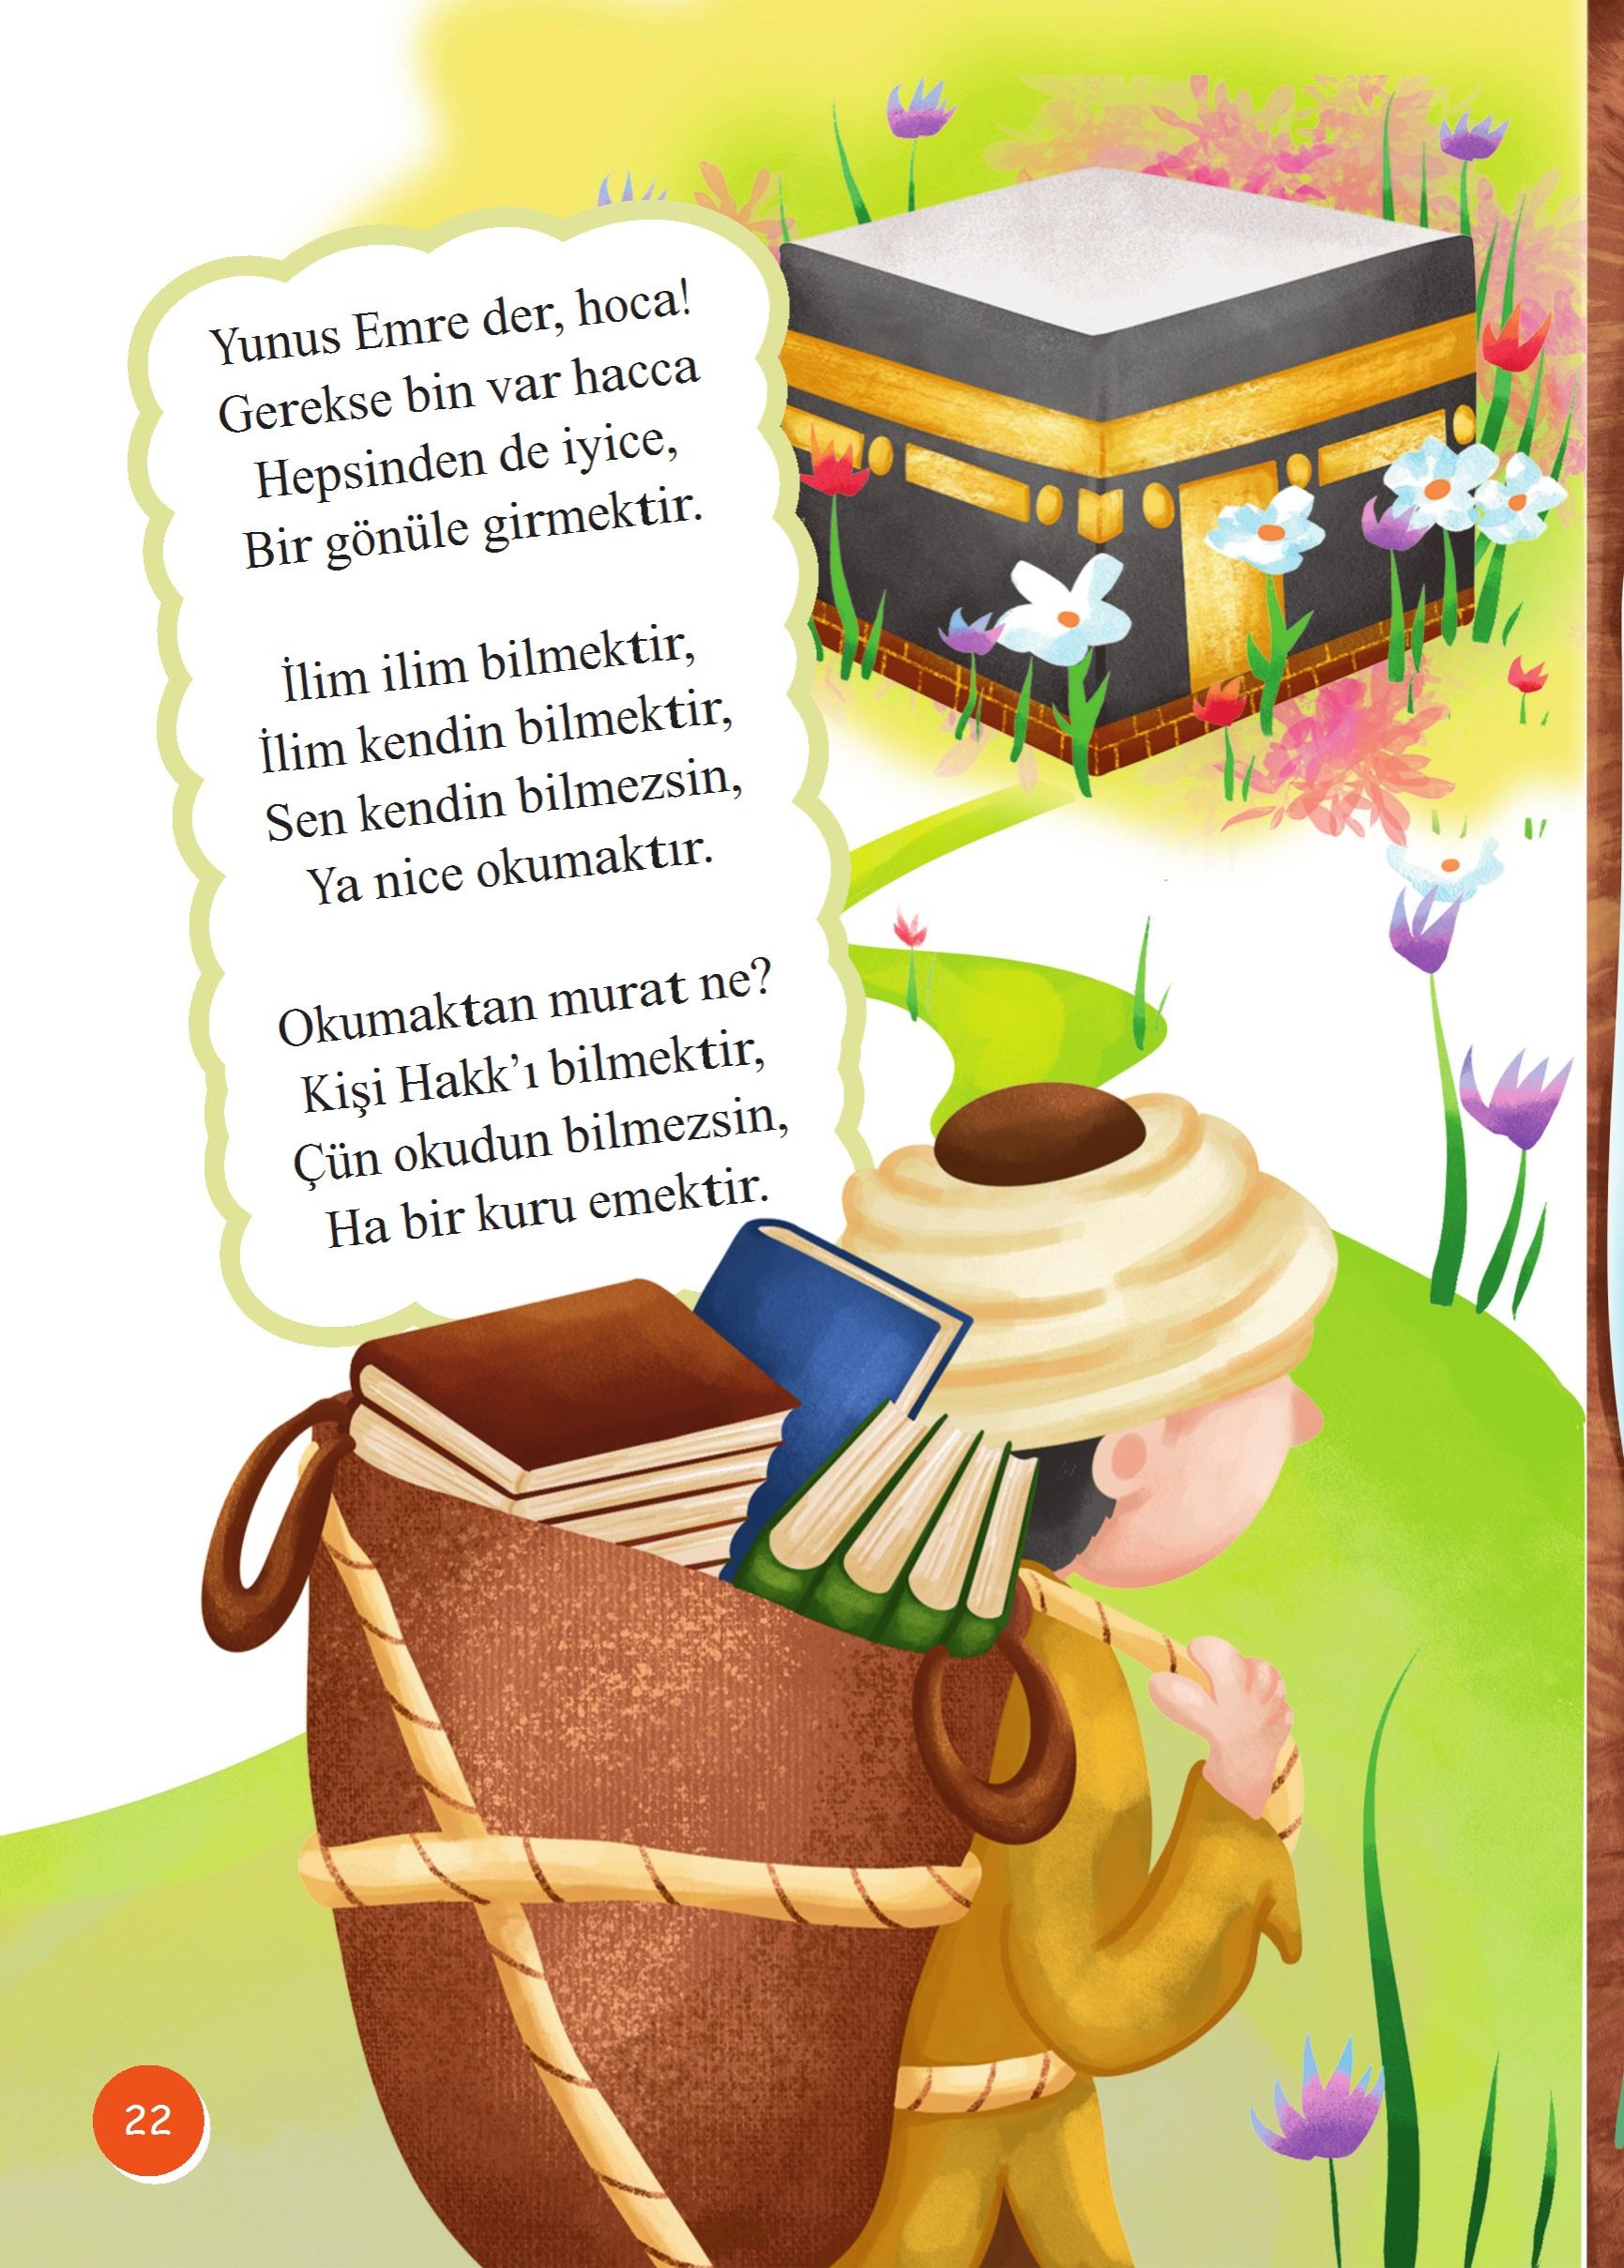 Yunus Emre der, hoca!
Gerekse bin var hacca
Hepsinden de iyice,
Bir gönüle girmektir.
İlim ilim bilmektir,
İlim kendin bilmektir,
Sen kendin bilmezsin,
Ya nice okumaktır.
Okumaktan murat ne?
Kişi Hakk’ı bilmektir,
Çün okudun bilmezsin,
Ha bir kuru emektir.
22